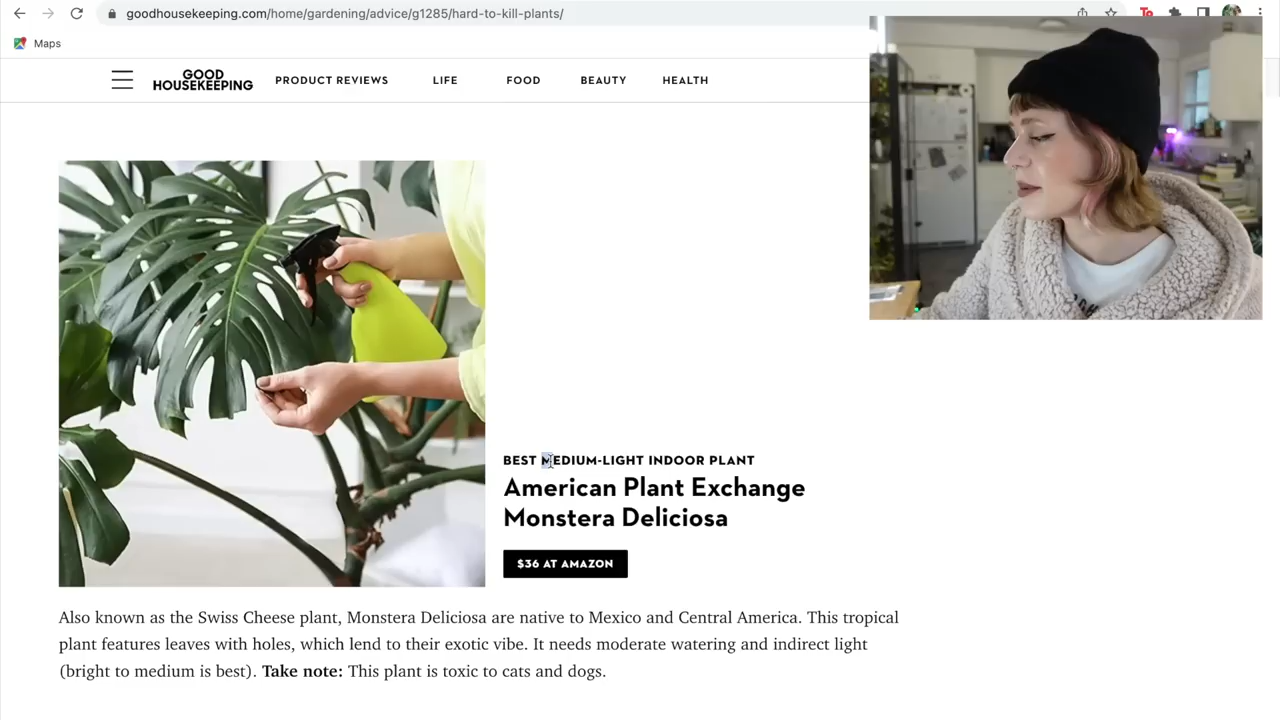 goodhousekeeping.com/home/gardening/advice/g1285/hard-to-kill-plants/
Maps
GOOD
HOUSEKEEPING
PRODUCT REVIEWS LIFE FOOD BEAUTY HEALTH
BEST MEDIUM-LIGHT INDOOR PLANT
American Plant Exchange
Monstera Deliciosa
$36 AT AMAZON
Also known as the Swiss Cheese plant, Monstera Deliciosa are native to Mexico and Central America. This tropical
plant features leaves with holes, which lend to their exotic vibe. It needs moderate watering and indirect light
(bright to medium is best). Take note: This plant is toxic to cats and dogs.